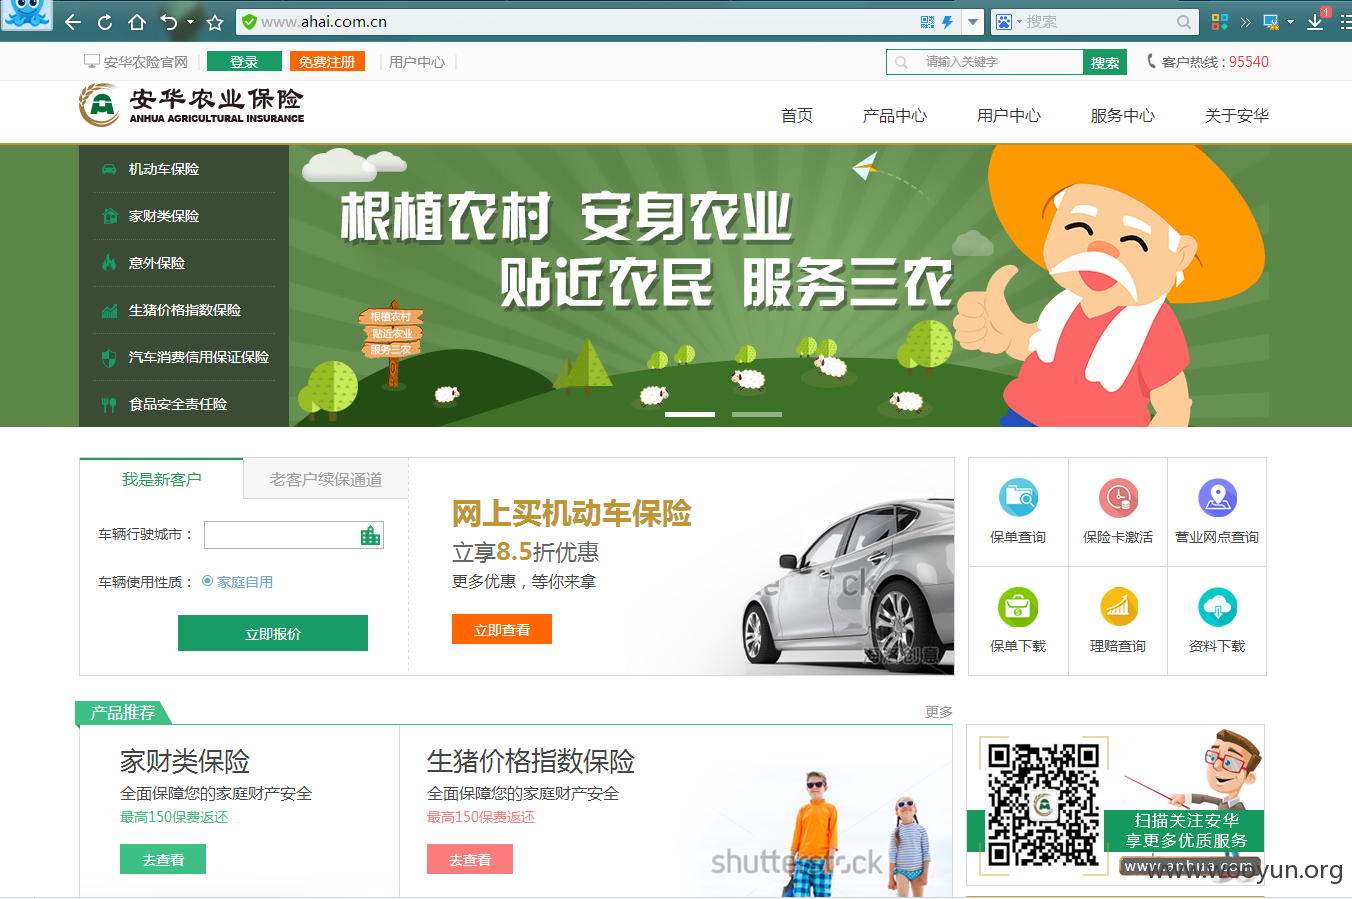 www.ahai.com.cn
搜索
1
安华农险官网
登录
免费注册
用户中心
请输入关键字
搜索
客户热线 : 95540
安华农业保险
ANHUA AGRICULTURAL INSURANCE
首页
产品中心
用户中心
服务中心
关于安华
机动车保险
家财类保险
意外保险
生猪价格指数保险
汽车消费信用保证保险
食品安全责任险
根植农村 安身农业
贴近农民 服务三农
根植农村
贴近农业
服务三农
我是新客户
老客户续保通道
车辆行驶城市：
车辆使用性质：
家庭自用
立即报价
网上买机动车保险
立享8.5折优惠
更多优惠，等你来拿
立即查看
保单查询
保险卡激活
营业网点查询
保单下载
理赔查询
资料下载
产品推荐
更多
家财类保险
全面保障您的家庭财产安全
最高150保费返还
去查看
生猪价格指数保险
全面保障您的家庭财产安全
最高150保费返还
去查看
扫描关注安华
享更多优质服务
www.anhua.com
www.wooyun.org